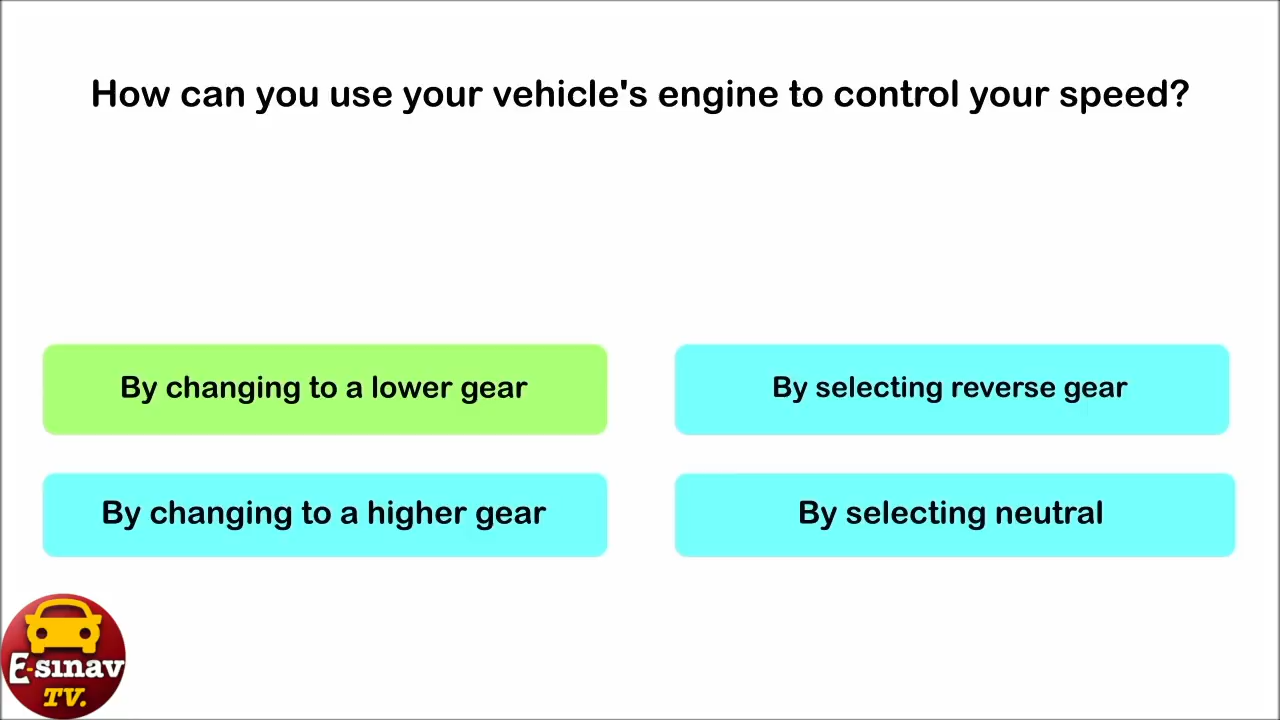 How can you use your vehicle's engine to control your speed?
By changing to a lower gear
By selecting reverse gear
By changing to a higher gear
By selecting neutral
E-sınav
TV.